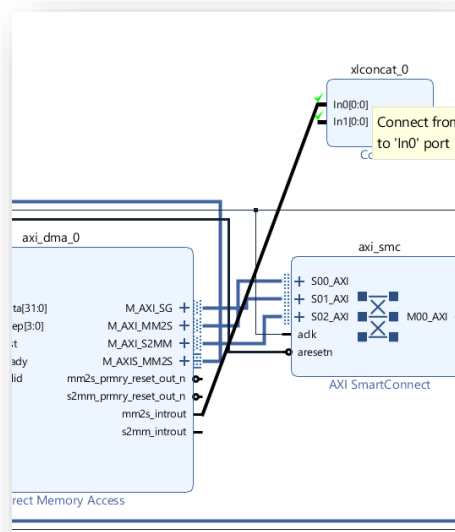 xlconcat_0
In0[0:0]
In1[0:0]
Connect from
to 'In0' port
Co
axi_dma_0
ta[31:0]
ep[3:0]
st
ady
lid
M_AXI_SG
M_AXI_MM2S
M_AXI_S2MM
M_AXIS_MM2S
mm2s_prmry_reset_out_n
s2mm_prmry_reset_out_n
mm2s_introut
s2mm_introut
rect Memory Access
axi_smc
S00_AXI
S01_AXI
S02_AXI
aclk
aresetn
M00_AXI
AXI SmartConnect